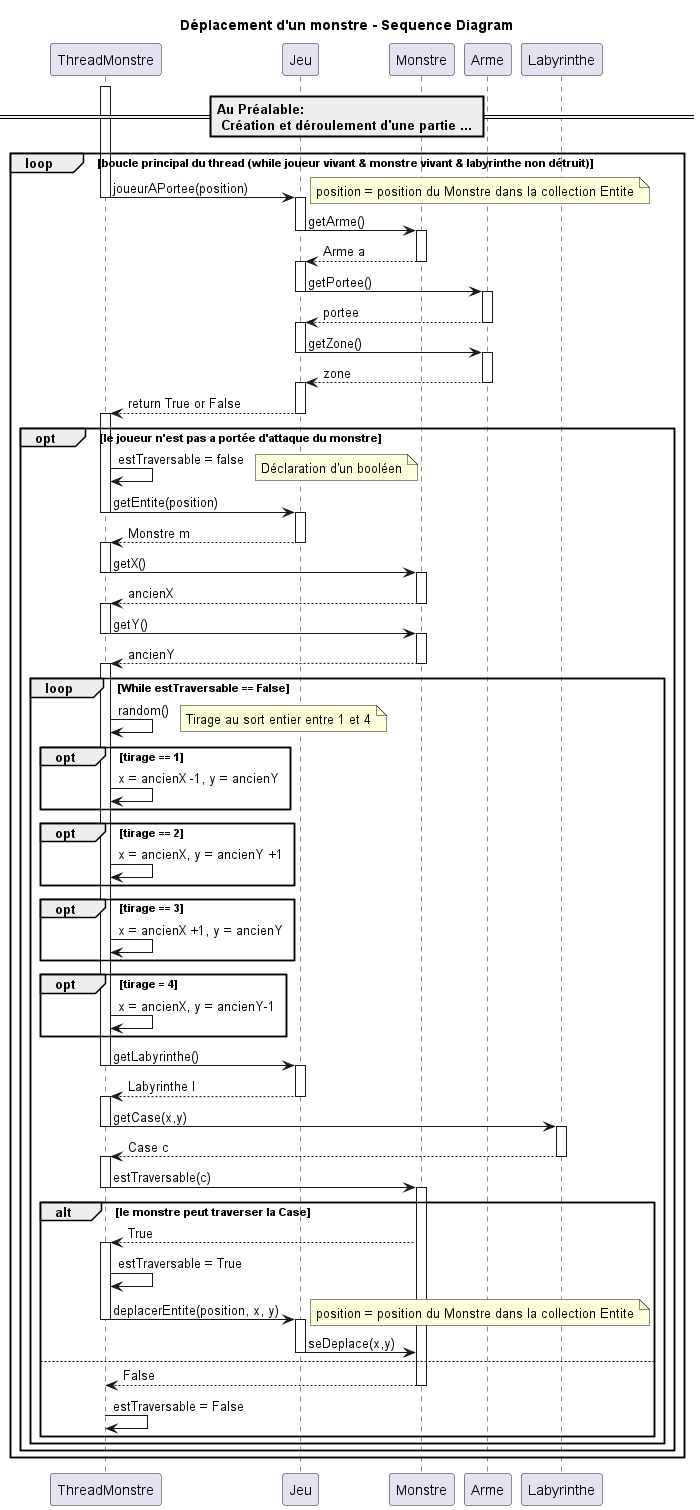 Déplacement d'un monstre - Sequence Diagram
ThreadMonstre Jeu Monstre Arme Labyrinthe
Au Préalable:
Création et déroulement d'une partie ...
loop [boucle principal du thread (while joueur vivant & monstre vivant & labyrinthe non détruit)]
joueurAPortee(position) position = position du Monstre dans la collection Entite
getArme()
Arme a
getPortee()
portee
getZone()
zone
return True or False
opt [le joueur n'est pas a portée d'attaque du monstre]
estTraversable = false Déclaration d'un booléen
getEntite(position)
Monstre m
getX()
ancienX
getY()
ancienY
loop [While estTraversable == False]
random() Tirage au sort entier entre 1 et 4
opt [tirage == 1]
x = ancienX -1, y = ancienY
opt [tirage == 2]
x = ancienX, y = ancienY +1
opt [tirage == 3]
x = ancienX +1, y = ancienY
opt [tirage = 4]
x = ancienX, y = ancienY-1
getLabyrinthe()
Labyrinthe l
getCase(x,y)
Case c
estTraversable(c)
alt [le monstre peut traverser la Case]
True
estTraversable = True
deplacerEntite(position, x, y) position = position du Monstre dans la collection Entite
seDeplace(x,y)
False
estTraversable = False
ThreadMonstre Jeu Monstre Arme Labyrinthe